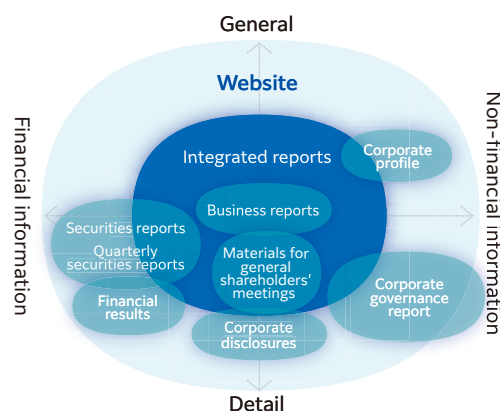 General
Website
Integrated reports
Corporate
profile
Financial information
Non-financial information
Business reports
Securities reports
Quarterly
securities reports
Materials for
general
shareholders'
meetings
Financial
results
Corporate
governance
report
Corporate
disclosures
Detail